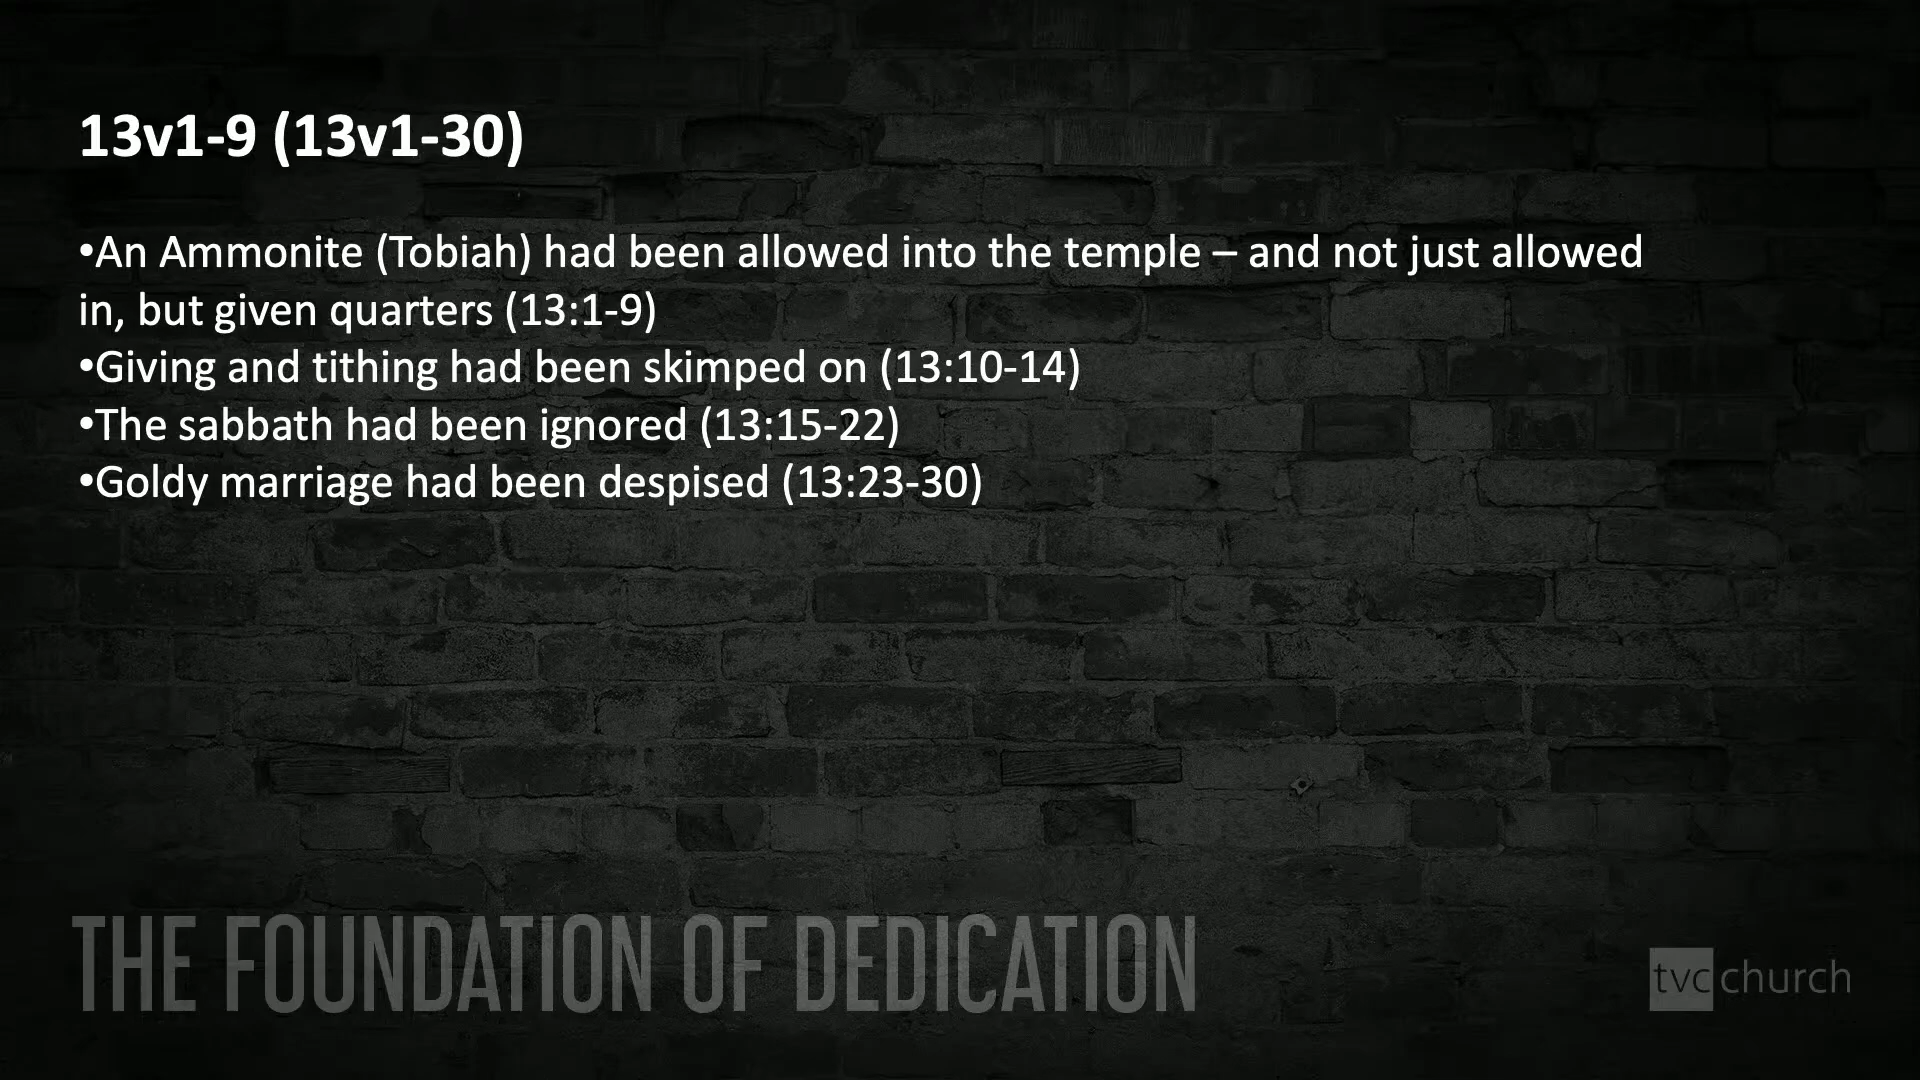 13v1-9 (13v1-30)
•An Ammonite (Tobiah) had been allowed into the temple – and not just allowed
in, but given quarters (13:1-9)
•Giving and tithing had been skimped on (13:10-14)
•The sabbath had been ignored (13:15-22)
•Goldy marriage had been despised (13:23-30)
THE FOUNDATION OF DEDICATION
tvc church